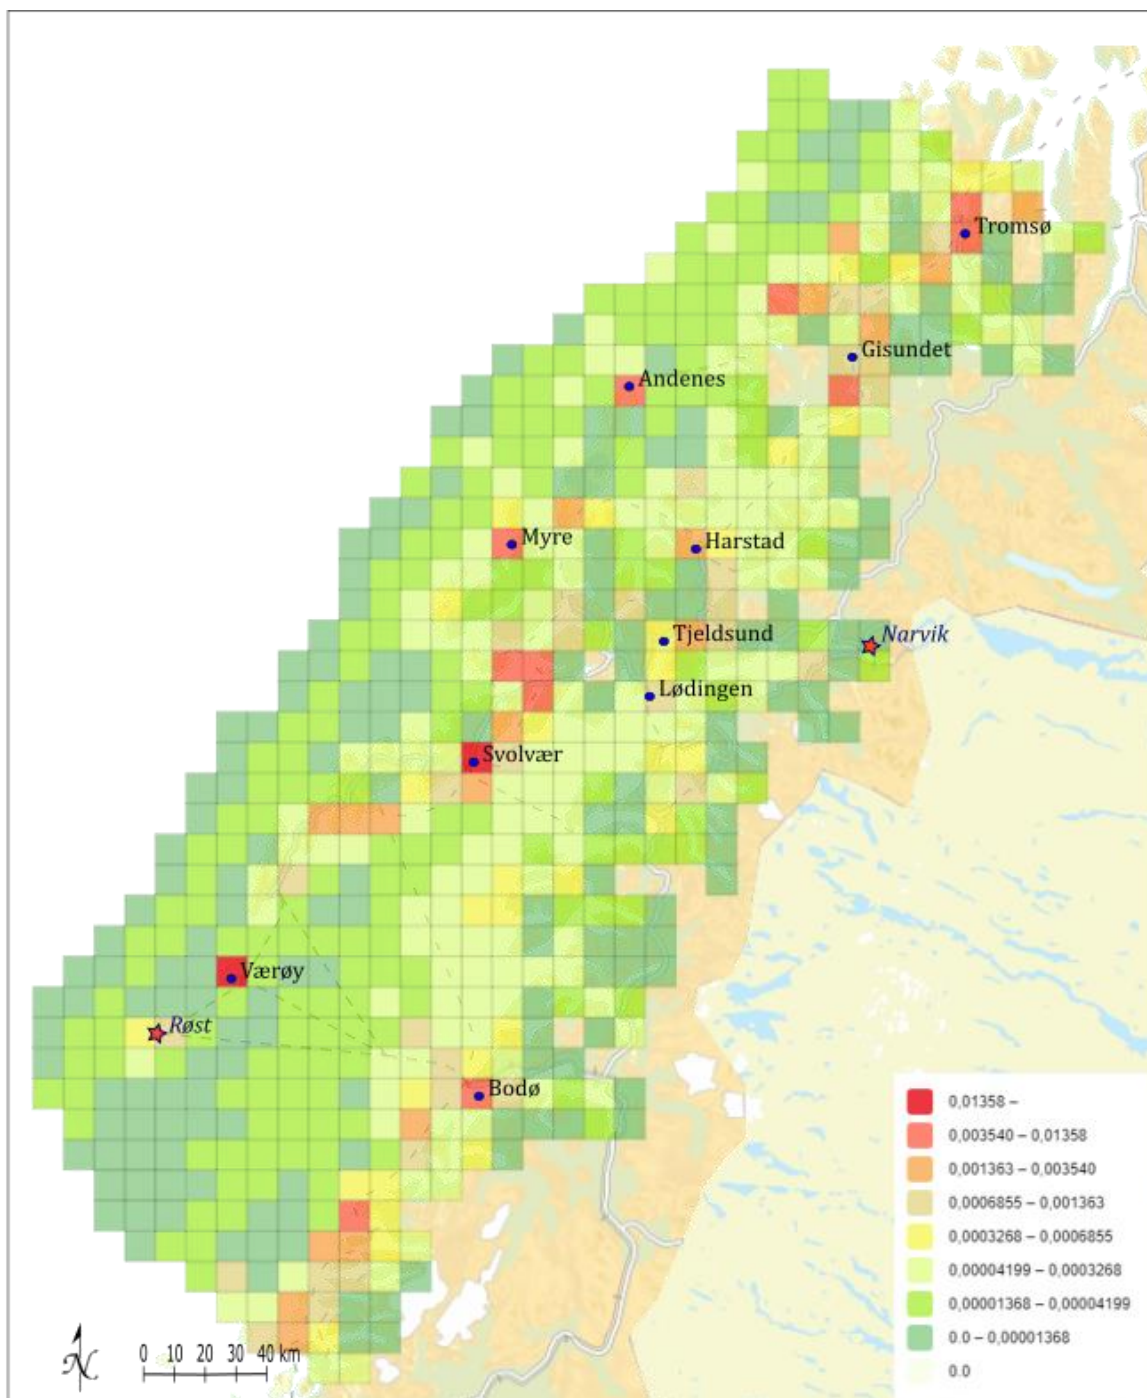 Tromsø
Gisundet
Andenes
Myre
Harstad
Tjeldsund
Narvik
Lødingen
Svolvær
Værøy
Røst
Bodø
0,01358 –
0,003540 – 0,01358
0,001363 – 0,003540
0,0006855 – 0,001363
0,0003268 – 0,0006855
0,00004199 – 0,0003268
0,00001368 – 0,00004199
0.0 – 0,00001368
0.0
N
0 10 20 30 40 km